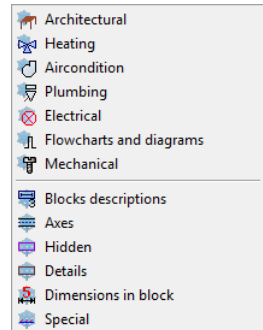 Architectural
Heating
Aircondition
Plumbing
Electrical
Flowcharts and diagrams
Mechanical
Blocks descriptions
Axes
Hidden
Details
Dimensions in block
Special